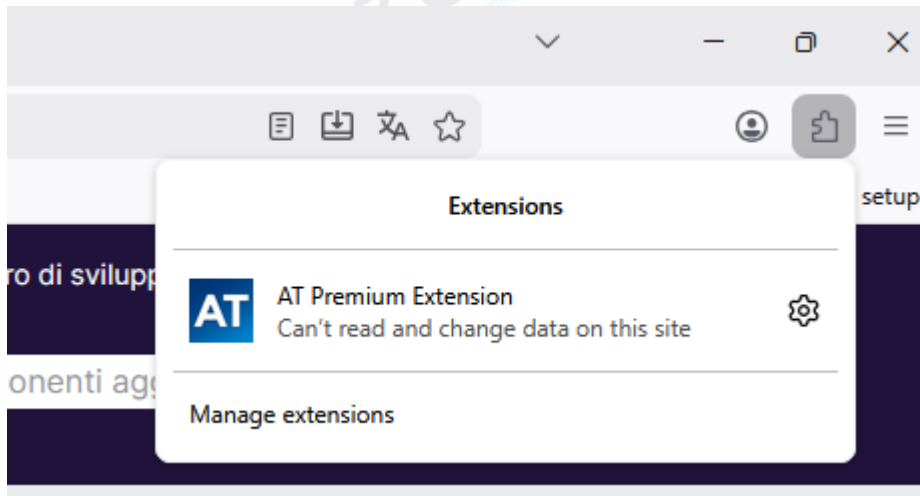 setup
Extensions
ro di svilupp
AT
AT Premium Extension
Can't read and change data on this site
onenti agg
Manage extensions